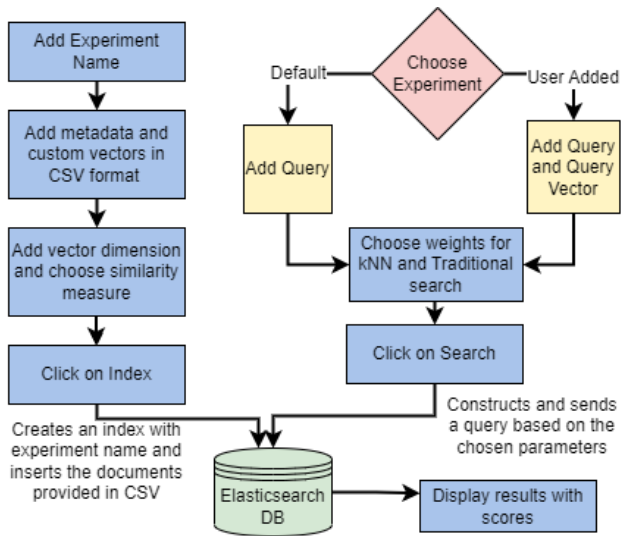 Add Experiment
Name
Add metadata and
custom vectors in
CSV format
Add vector dimension
and choose similarity
measure
Click on Index
Creates an index with
experiment name and
inserts the documents
provided in CSV
Choose
Experiment
Default
User Added
Add Query
Add Query
and Query
Vector
Choose weights for
kNN and Traditional
search
Click on Search
Constructs and sends
a query based on the
chosen parameters
Elasticsearch
DB
Display results with
scores